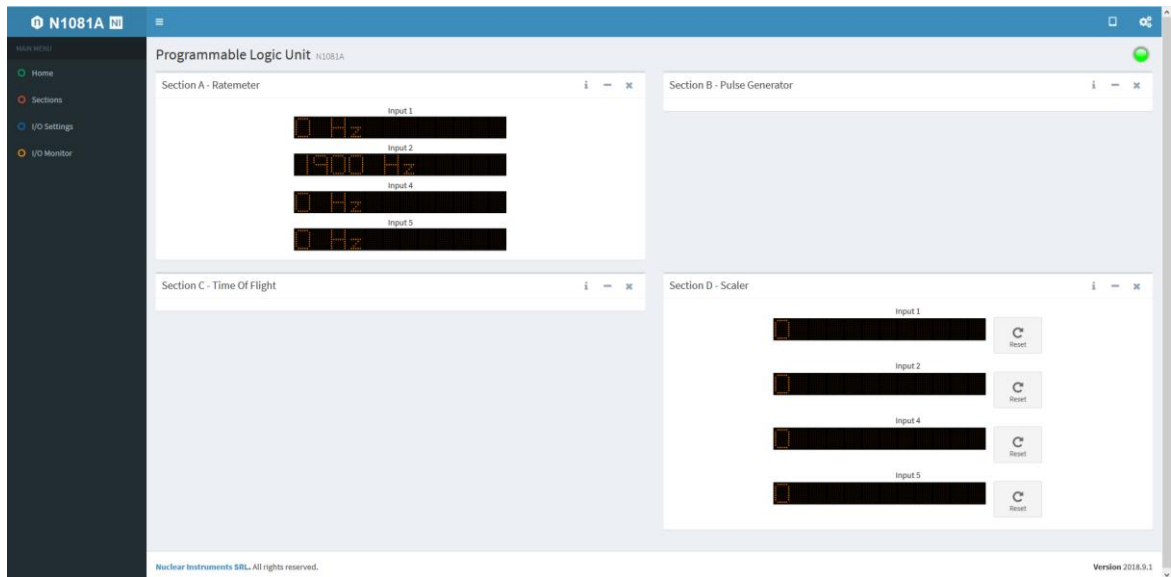 N1081A NI
MAIN MENU
Home
Sections
I/O Settings
I/O Monitor
Programmable Logic Unit N1081A
Section A - Ratemeter
Input 1
0 Hz
Input 2
1900 Hz
Input 4
0 Hz
Input 5
0 Hz
Section B - Pulse Generator
Section C - Time Of Flight
Section D - Scaler
Input 1
0
Reset
Input 2
0
Reset
Input 4
0
Reset
Input 5
0
Reset
Nuclear Instruments SRL. All rights reserved.
Version 2018.9.1